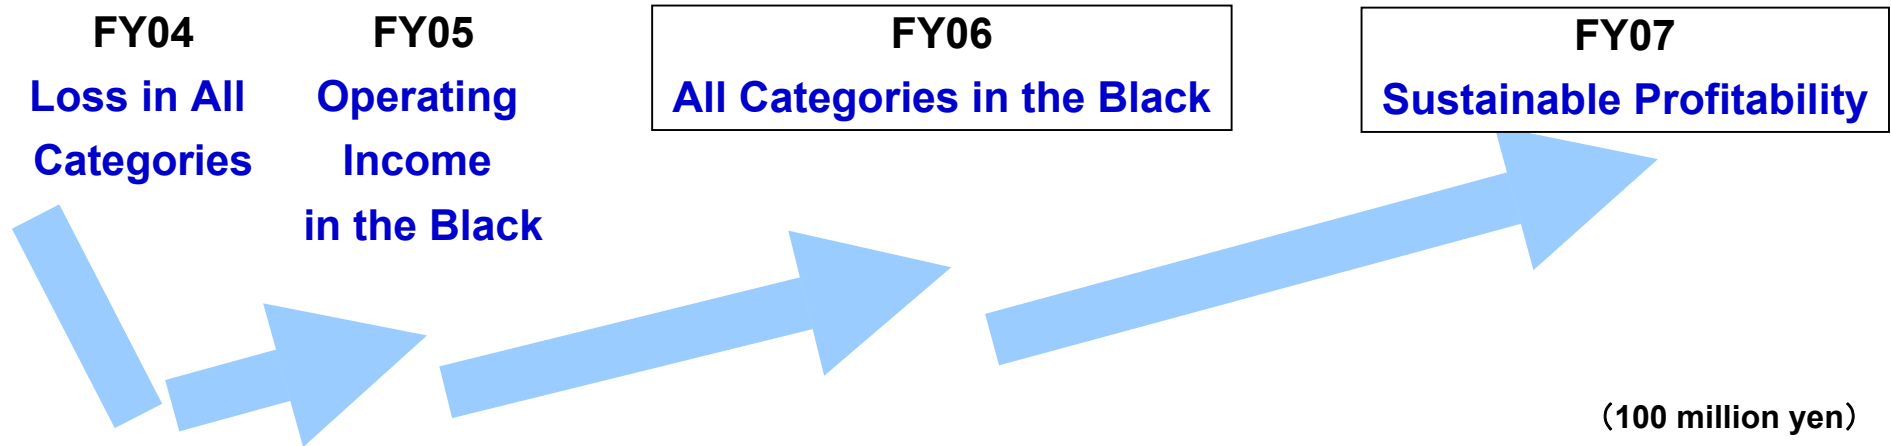 FY04
Loss in All
Categories
FY05
Operating
Income
in the Black
FY06
All Categories in the Black
FY07
Sustainable Profitability
（100 million yen）